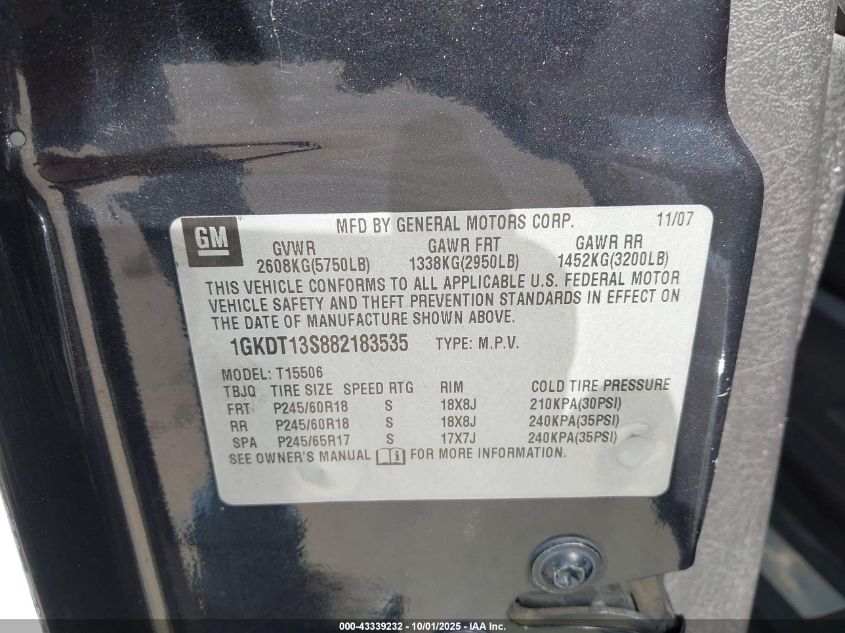 GM
MFD BY GENERAL MOTORS CORP. 11/07
GVWR GAWR FRT GAWR RR
2608KG(5750LB) 1338KG(2950LB) 1452KG(3200LB)
THIS VEHICLE CONFORMS TO ALL APPLICABLE U.S. FEDERAL MOTOR
VEHICLE SAFETY AND THEFT PREVENTION STANDARDS IN EFFECT ON
THE DATE OF MANUFACTURE SHOWN ABOVE.
1GKDT13S882183535 TYPE: M.P.V.
MODEL: T15506
TBJQ TIRE SIZE SPEED RTG RIM COLD TIRE PRESSURE
FRT P245/60R18 S 18X8J 210KPA(30PSI)
RR P245/60R18 S 18X8J 240KPA(35PSI)
SPA P245/65R17 S 17X7J 240KPA(35PSI)
SEE OWNER'S MANUAL FOR MORE INFORMATION.
000-43339232 - 10/01/2025 - IAA Inc.